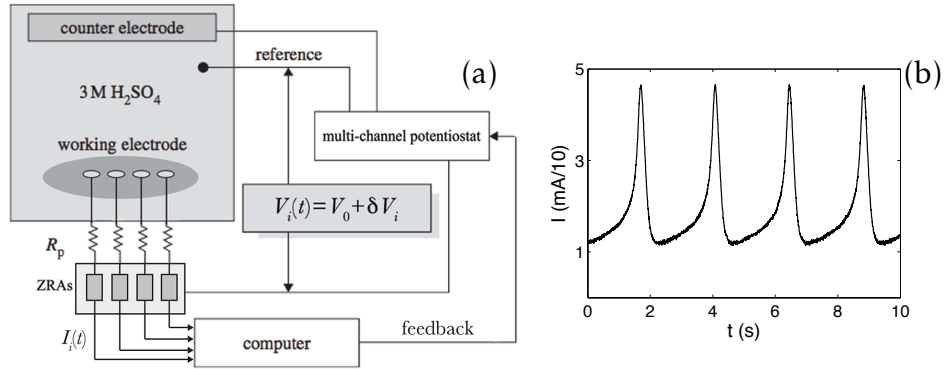 counter electrode
reference
(a)
3 M H₂SO₄
multi-channel potentiostat
working electrode
Vᵢ(t) = V₀ + δVᵢ
Rₚ
ZRAs
Iᵢ(t)
feedback
computer
(b)
I (mA/10)
5
3
1
0 2 4 6 8 10
t (s)